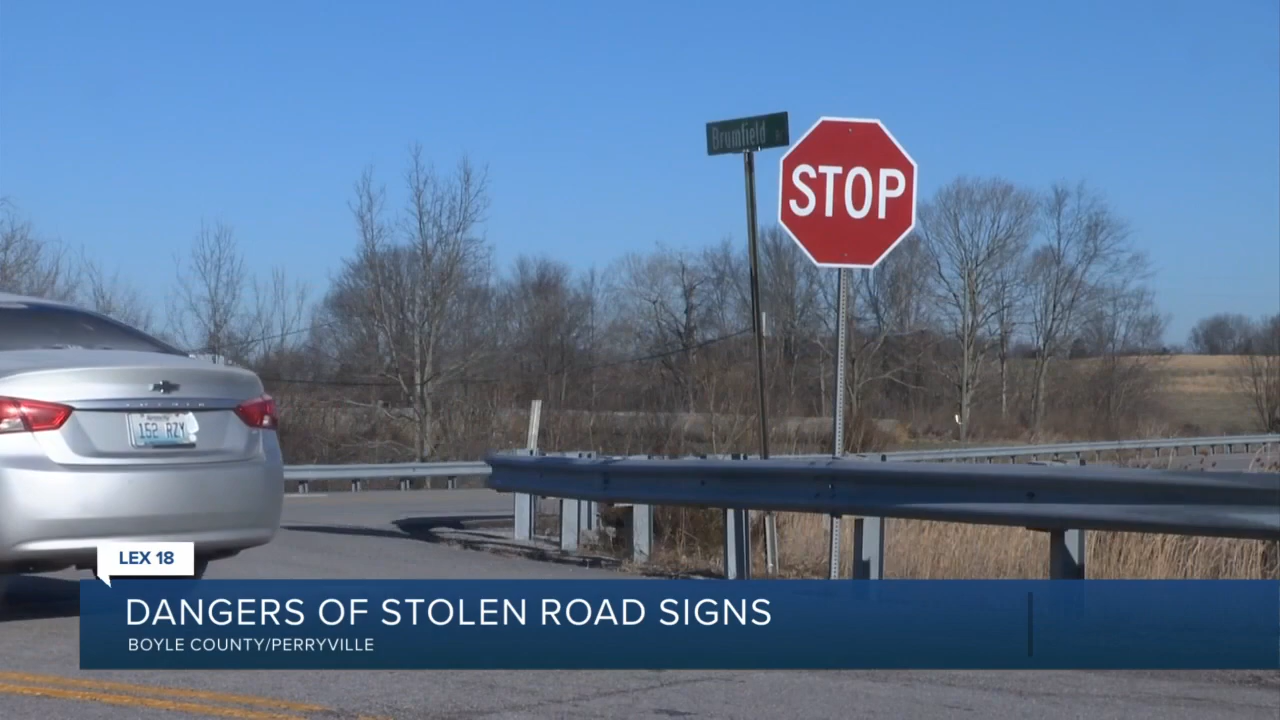 Brumfield
STOP
152 RZY
LEX 18
DANGERS OF STOLEN ROAD SIGNS
BOYLE COUNTY/PERRYVILLE